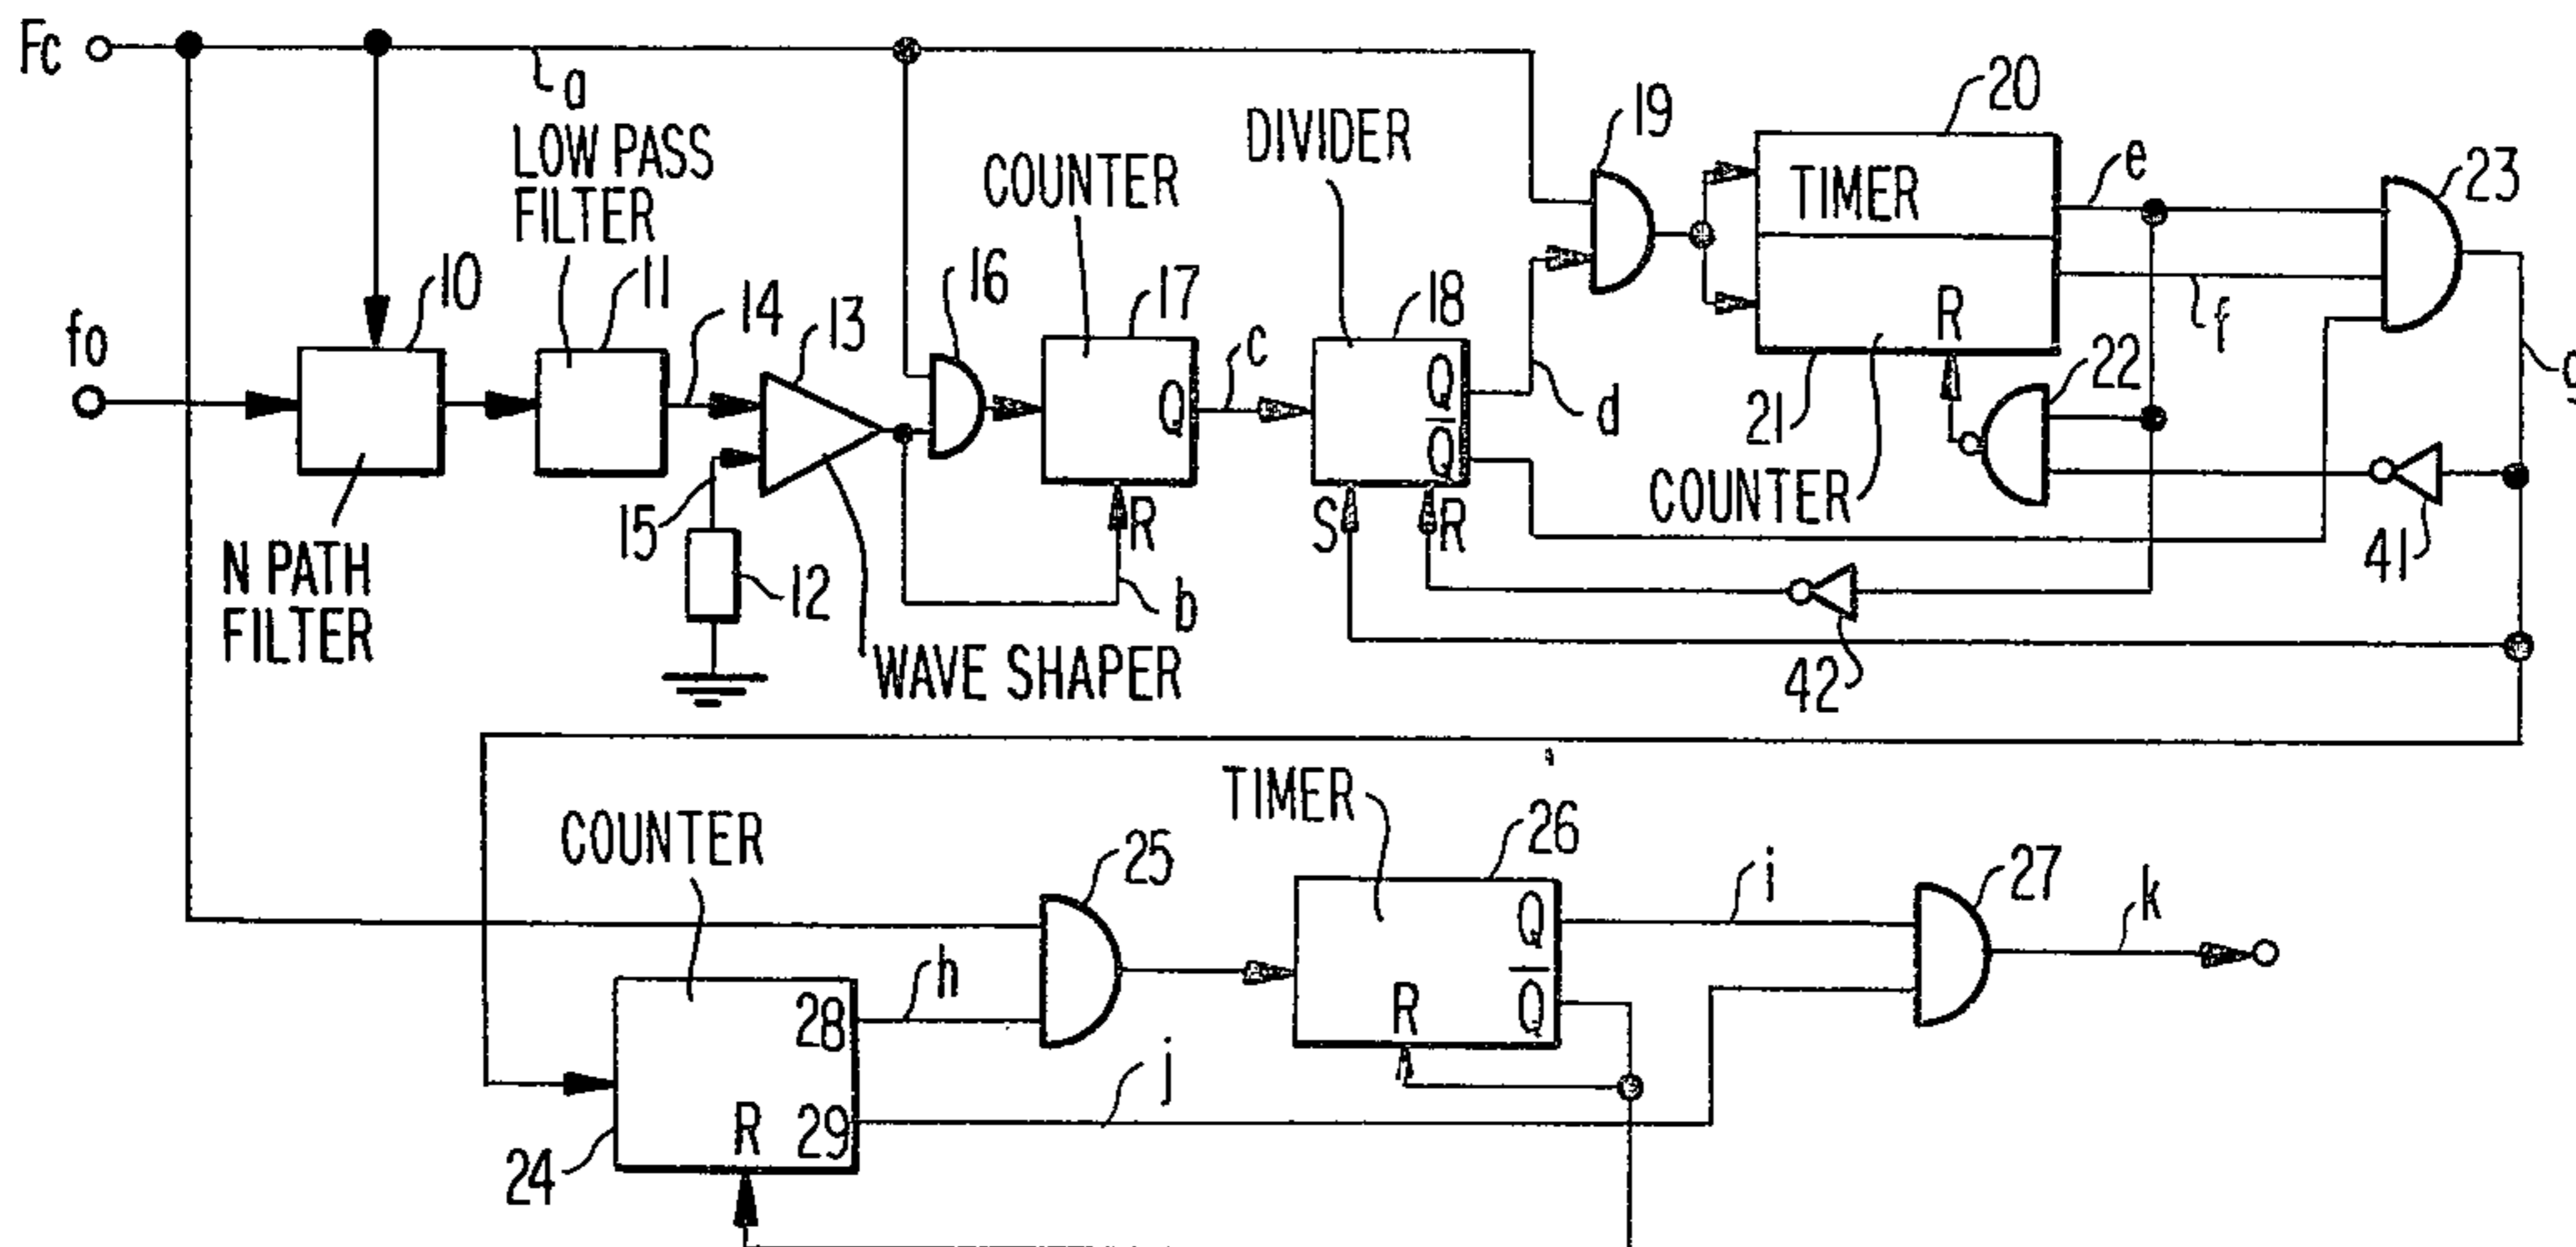 Fc
a
20
19
DIVIDER
LOW PASS
FILTER
COUNTER
TIMER
e
23
10
11
14
13
16
17
18
R
fo
c
Q
Q
Q̅
d
21
22
f
g
15
12
R
b
S
R
COUNTER
41
N PATH
FILTER
WAVE SHAPER
42
TIMER
COUNTER
25
26
27
i
k
Q
Q̅
h
28
R
j
29
R
24